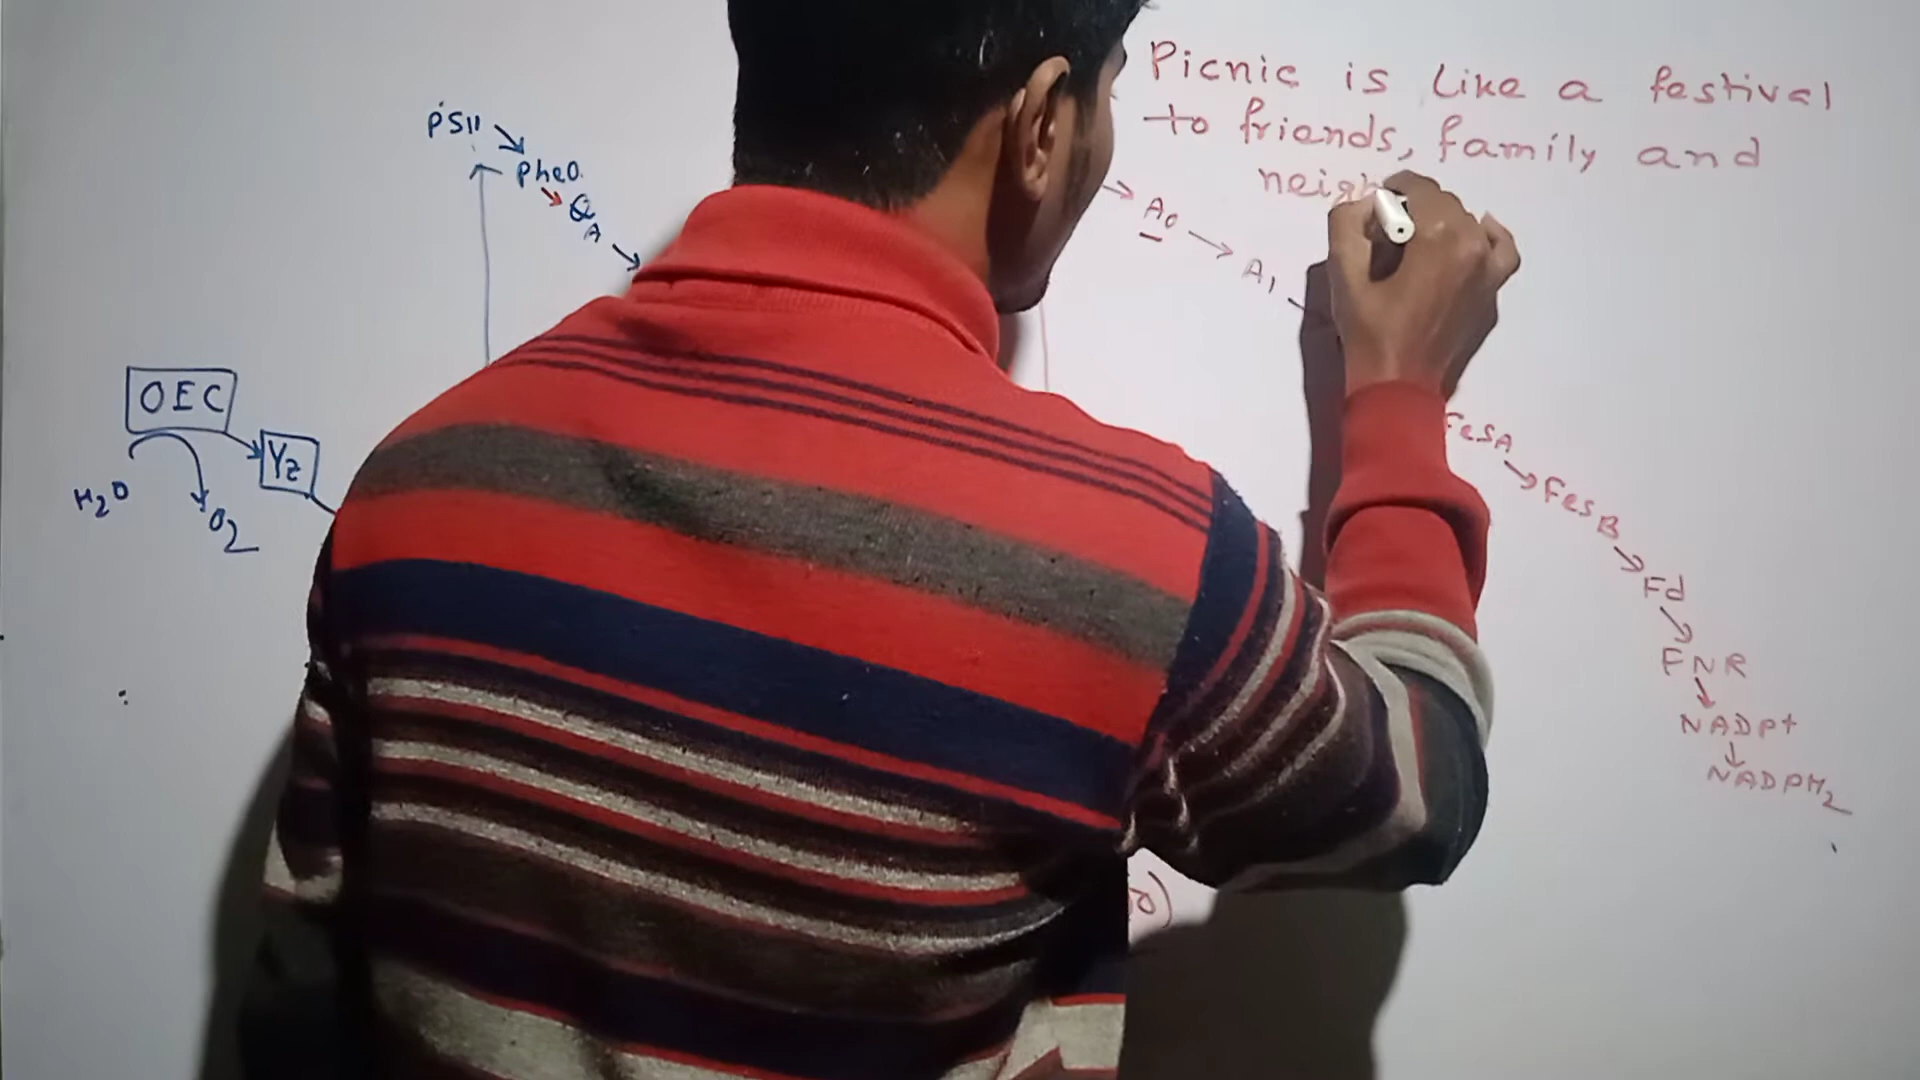 Picnic is like a festival
to friends, family and
neigh
PSII
Pheo
QA
OEC
Yz
H2O
O2
A0
A1
FesA
FesB
Fd
FNR
NADP+
NADPH2